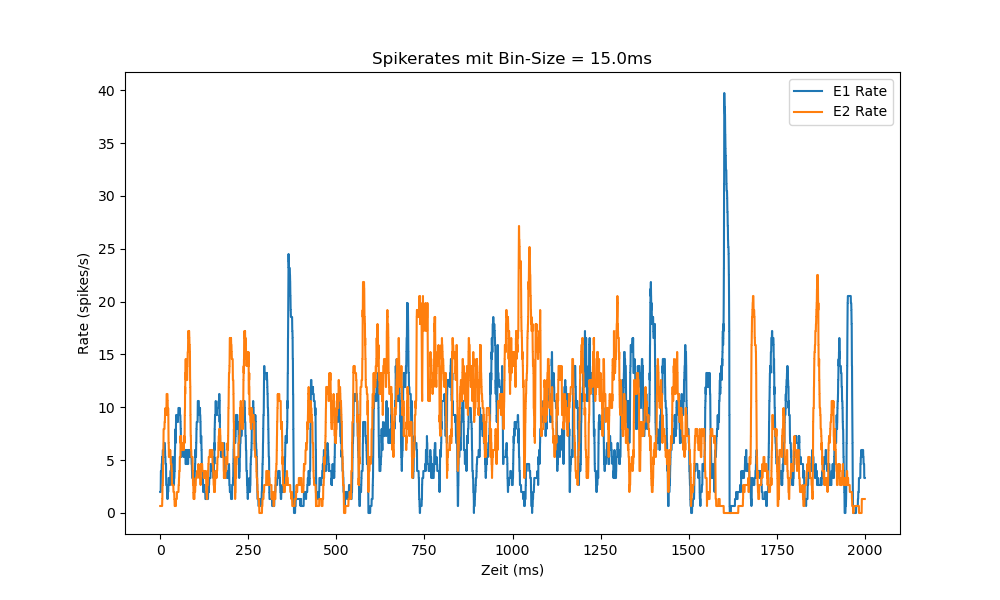 Spikerates mit Bin-Size = 15.0ms
E1 Rate
E2 Rate
40
35
30
25
20
15
10
5
0
Rate (spikes/s)
0 250 500 750 1000 1250 1500 1750 2000
Zeit (ms)